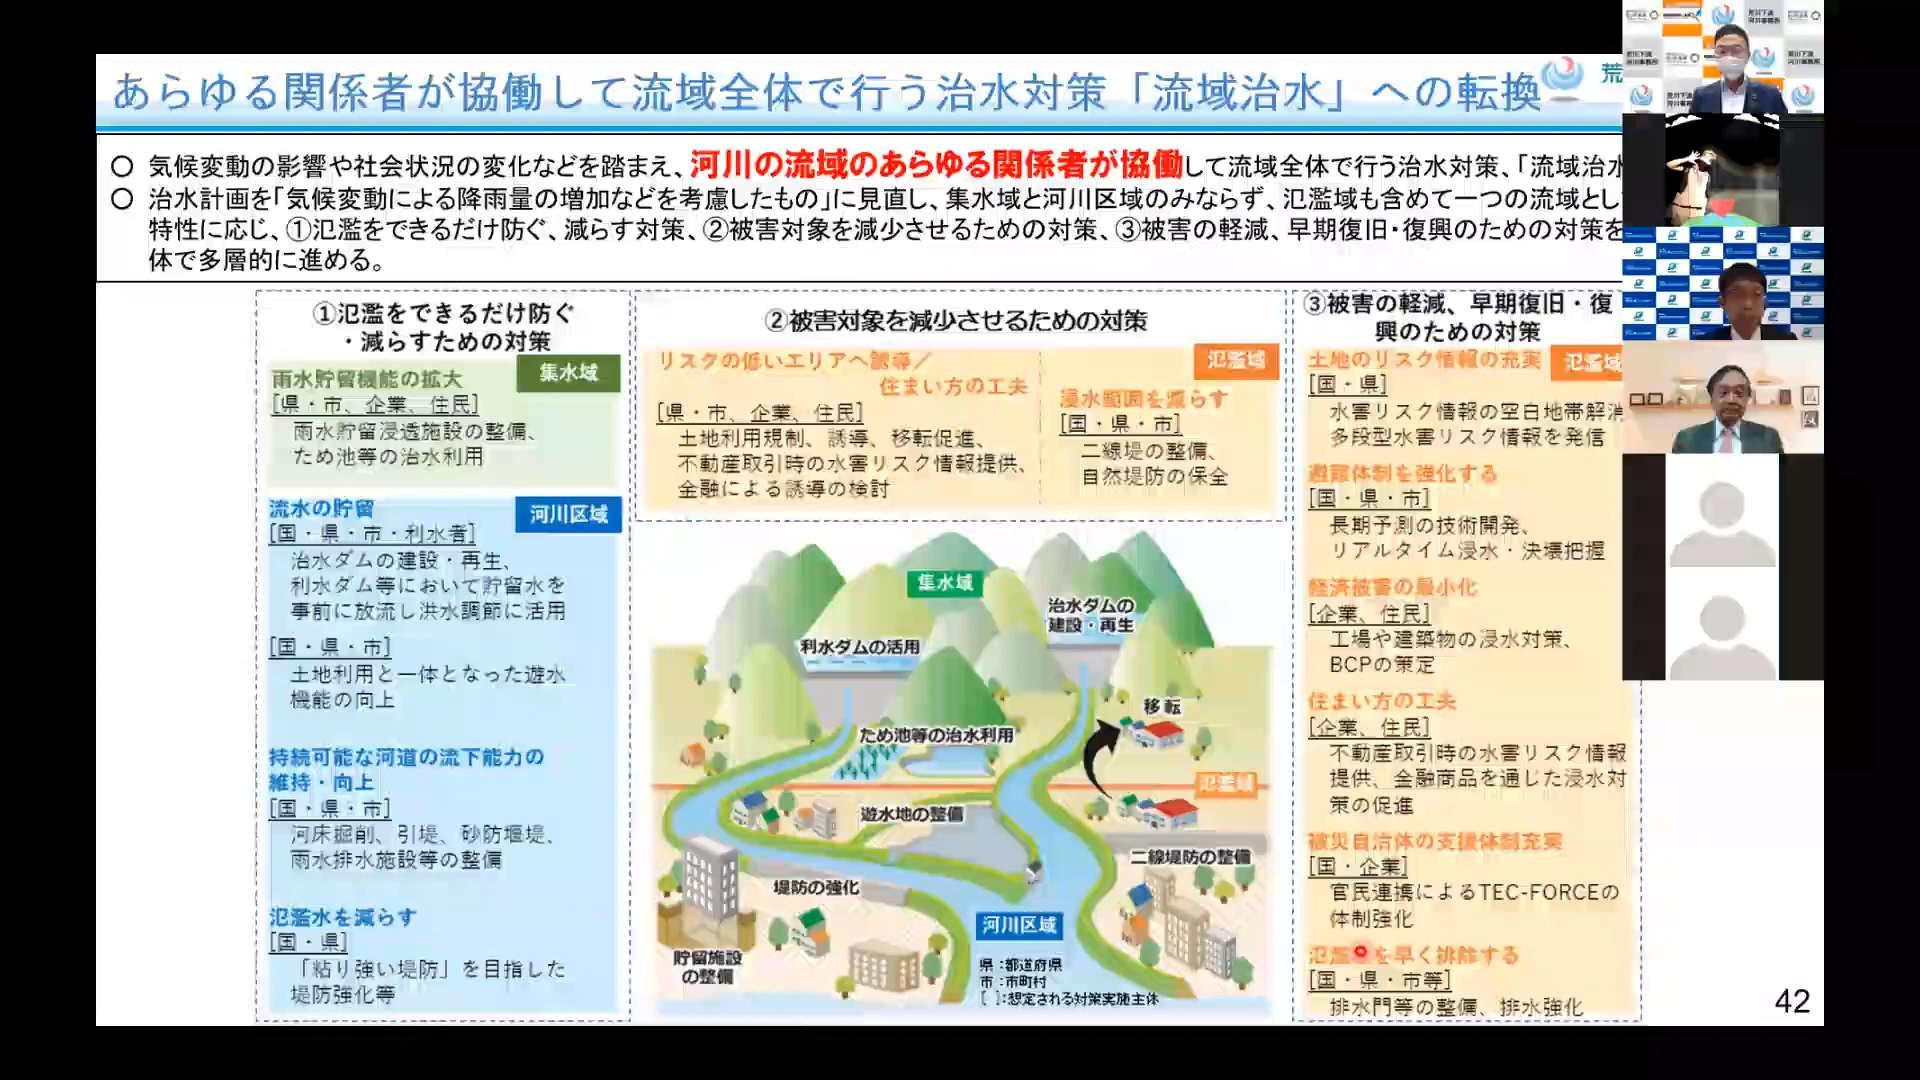 あらゆる関係者が協働して流域全体で行う治水対策「流域治水」への転換
荒
○ 気候変動の影響や社会状況の変化などを踏まえ、河川の流域のあらゆる関係者が協働して流域全体で行う治水対策、「流域治水
○ 治水計画を「気候変動による降雨量の増加などを考慮したもの」に見直し、集水域と河川区域のみならず、氾濫域も含めて一つの流域とし
特性に応じ、①氾濫をできるだけ防ぐ、減らす対策、②被害対象を減少させるための対策、③被害の軽減、早期復旧・復興のための対策を
体で多層的に進める。
①氾濫をできるだけ防ぐ
・減らすための対策
集水域
雨水貯留機能の拡大
[県・市、企業、住民]
雨水貯留浸透施設の整備、
ため池等の治水利用
河川区域
流水の貯留
[国・県・市・利水者]
治水ダムの建設・再生、
利水ダム等において貯留水を
事前に放流し洪水調節に活用
[国・県・市]
土地利用と一体となった遊水
機能の向上
持続可能な河道の流下能力の
維持・向上
[国・県・市]
河床掘削、引堤、砂防堰堤、
雨水排水施設等の整備
氾濫水を減らす
[国・県]
「粘り強い堤防」を目指した
堤防強化等
②被害対象を減少させるための対策
リスクの低いエリアへ誘導/
住まい方の工夫
[県・市、企業、住民]
土地利用規制、誘導、移転促進、
不動産取引時の水害リスク情報提供、
金融による誘導の検討
氾濫域
浸水範囲を減らす
[国・県・市]
二線堤の整備、
自然堤防の保全
集水域
治水ダムの
建設・再生
利水ダムの活用
移転
ため池等の治水利用
氾濫域
遊水地の整備
二線堤防の整備
堤防の強化
河川区域
貯留施設
の整備
県:都道府県
市:市町村
[ ]:想定される対策実施主体
③被害の軽減、早期復旧・復
興のための対策
土地のリスク情報の充実
氾濫域
[国・県]
水害リスク情報の空白地帯解消
多段型水害リスク情報を発信
避難体制を強化する
[国・県・市]
長期予測の技術開発、
リアルタイム浸水・決壊把握
経済被害の最小化
[企業、住民]
工場や建築物の浸水対策、
BCPの策定
住まい方の工夫
[企業、住民]
不動産取引時の水害リスク情報
提供、金融商品を通じた浸水対
策の促進
被災自治体の支援体制充実
[国・企業]
官民連携によるTEC-FORCEの
体制強化
氾濫を早く排除する
[国・県・市等]
排水門等の整備、排水強化
42